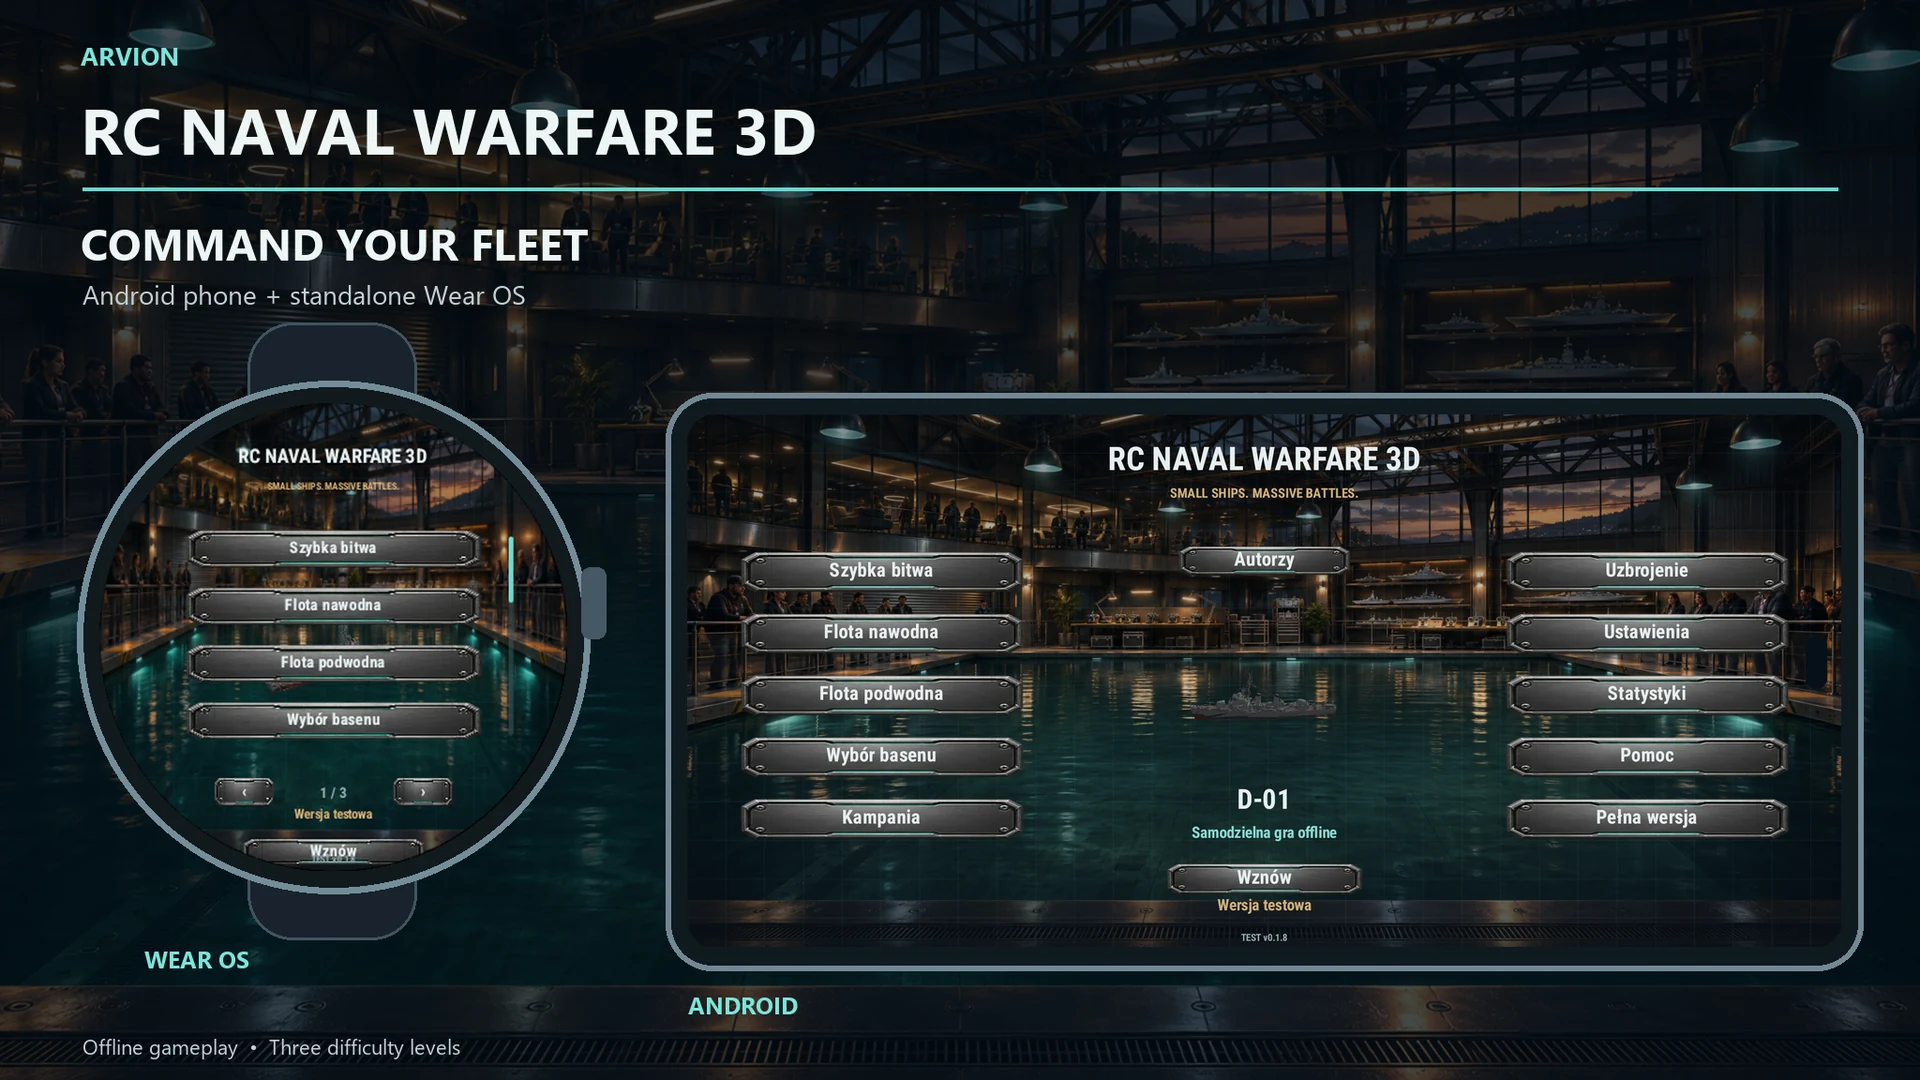 ARVION
RC NAVAL WARFARE 3D
COMMAND YOUR FLEET
Android phone + standalone Wear OS
RC NAVAL WARFARE 3D
SMALL SHIPS. MASSIVE BATTLES.
Szybka bitwa
Flota nawodna
Flota podwodna
Wybór basenu
‹
1 / 3
›
Wersja testowa
Wznów
WEAR OS
RC NAVAL WARFARE 3D
SMALL SHIPS. MASSIVE BATTLES.
Szybka bitwa
Flota nawodna
Flota podwodna
Wybór basenu
Kampania
Autorzy
D-01
Samodzielna gra offline
Wznów
Wersja testowa
TEST v0.1.8
Uzbrojenie
Ustawienia
Statystyki
Pomoc
Pełna wersja
ANDROID
Offline gameplay • Three difficulty levels